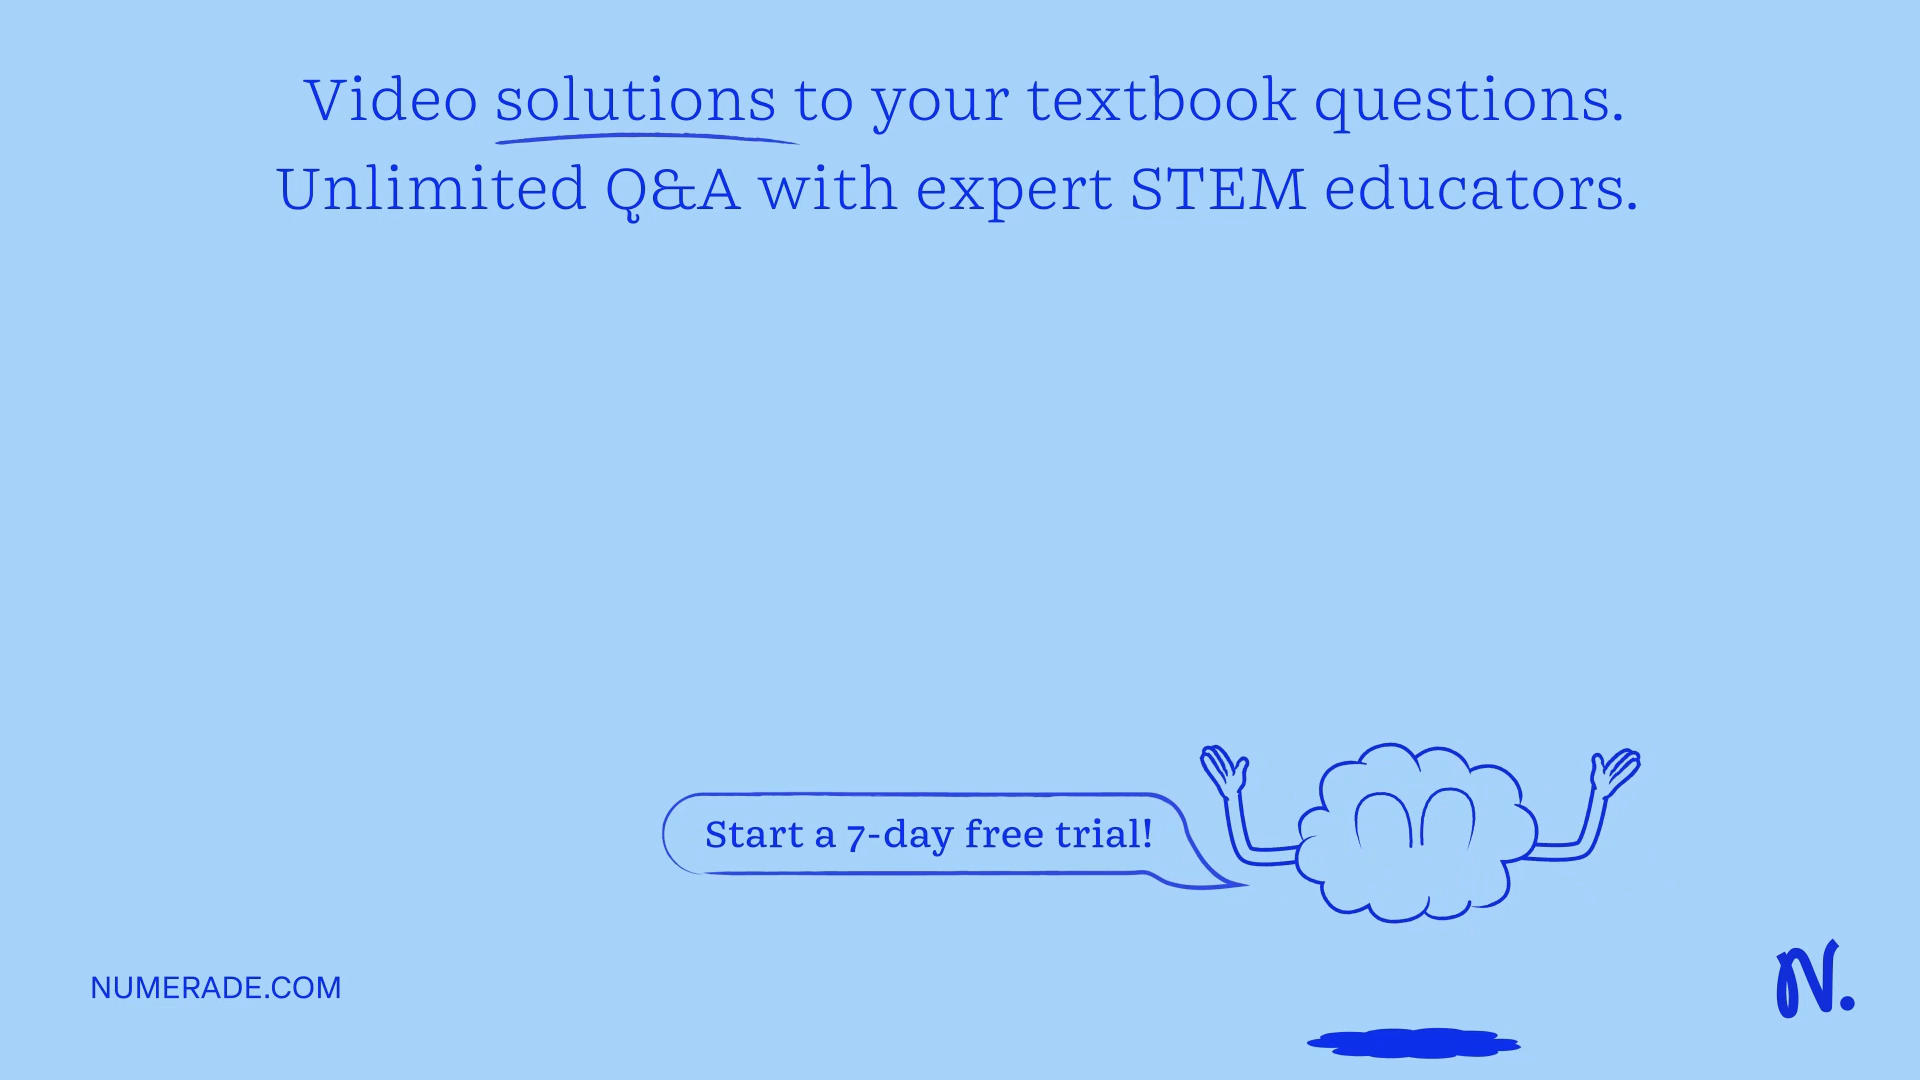 Video solutions to your textbook questions.
Unlimited Q&A with expert STEM educators.
Start a 7-day free trial!
NUMERADE.COM
N.